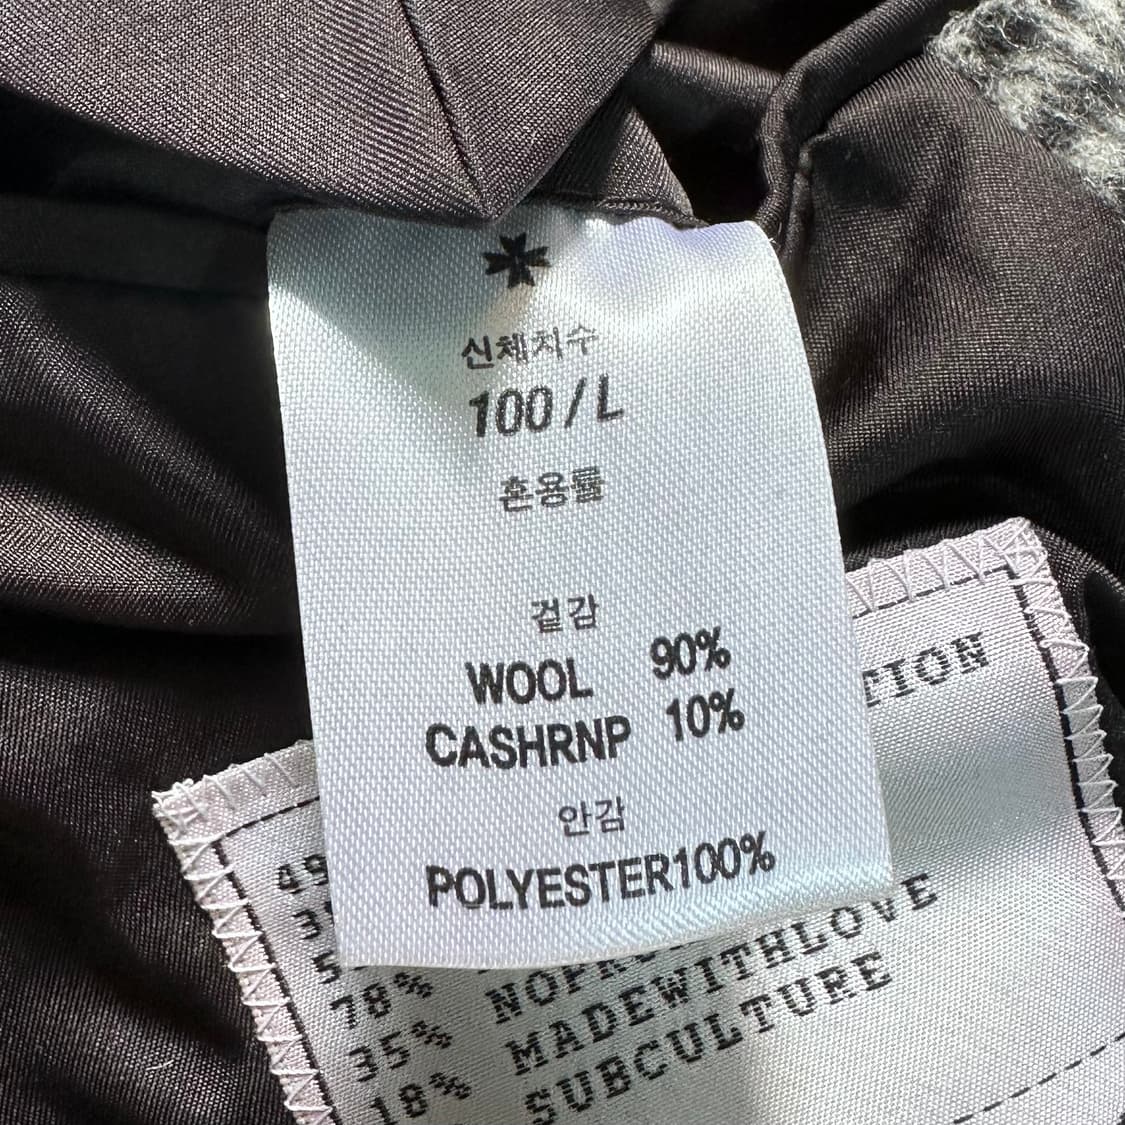 신체치수
100/L
혼용률
겉감
WOOL 90%
CASHRNP 10%
안감
POLYESTER100%
78%
35% MADEWITHLOVE
18% SUBCULTURE